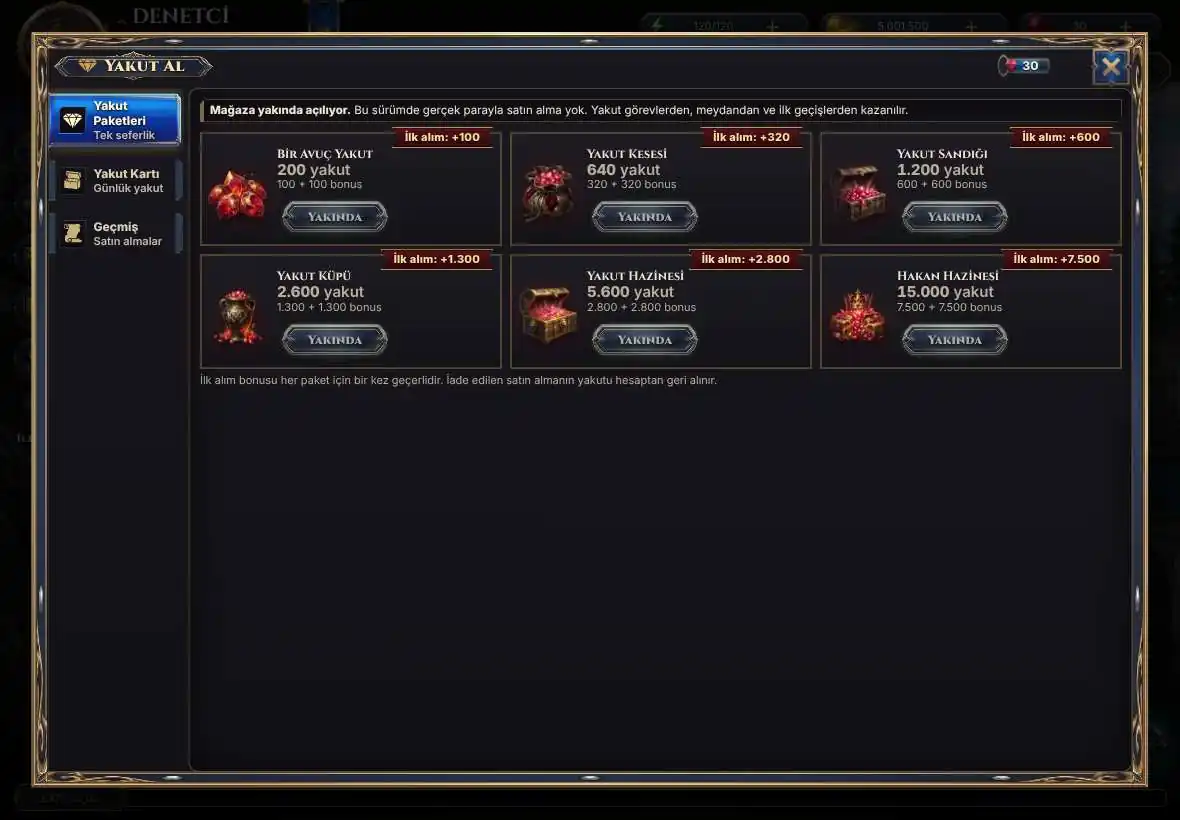 DENETCİ
120/120
5 001 500
30
YAKUT AL
30
Yakut
Paketleri
Tek seferlik
Yakut Kartı
Günlük yakut
Geçmiş
Satın almalar
Mağaza yakında açılıyor. Bu sürümde gerçek parayla satın alma yok. Yakut görevlerden, meydandan ve ilk geçişlerden kazanılır.
İlk alım: +100
BİR AVUÇ YAKUT
200 yakut
100 + 100 bonus
YAKINDA
İlk alım: +320
YAKUT KESESİ
640 yakut
320 + 320 bonus
YAKINDA
İlk alım: +600
YAKUT SANDIĞI
1.200 yakut
600 + 600 bonus
YAKINDA
İlk alım: +1.300
YAKUT KÜPÜ
2.600 yakut
1.300 + 1.300 bonus
YAKINDA
İlk alım: +2.800
YAKUT HAZİNESİ
5.600 yakut
2.800 + 2.800 bonus
YAKINDA
İlk alım: +7.500
HAKAN HAZİNESİ
15.000 yakut
7.500 + 7.500 bonus
YAKINDA
İlk alım bonusu her paket için bir kez geçerlidir. İade edilen satın almanın yakutu hesaptan geri alınır.